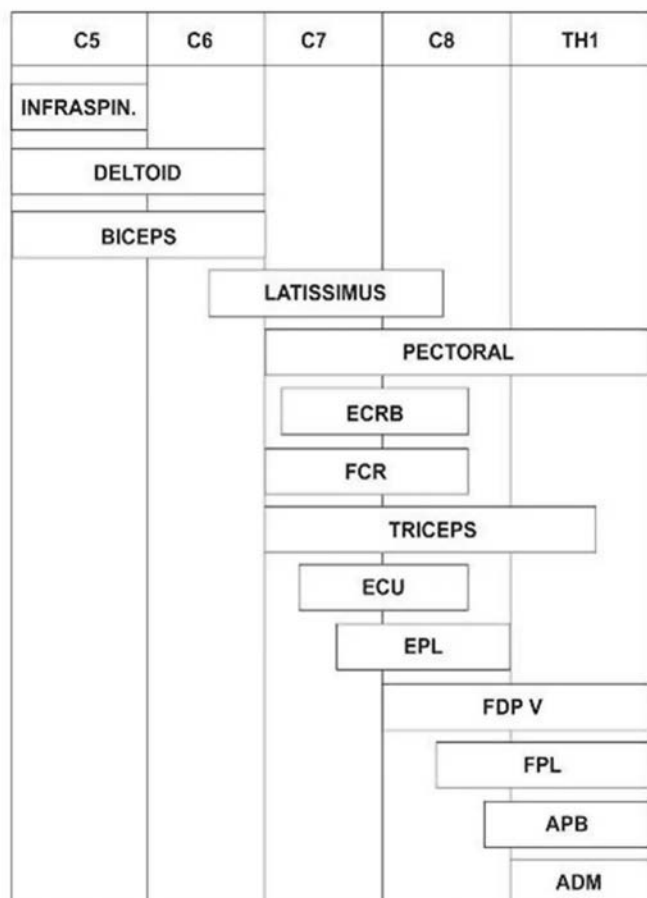 C5 C6 C7 C8 TH1
INFRASPIN.
DELTOID
BICEPS
LATISSIMUS
PECTORAL
ECRB
FCR
TRICEPS
ECU
EPL
FDP V
FPL
APB
ADM